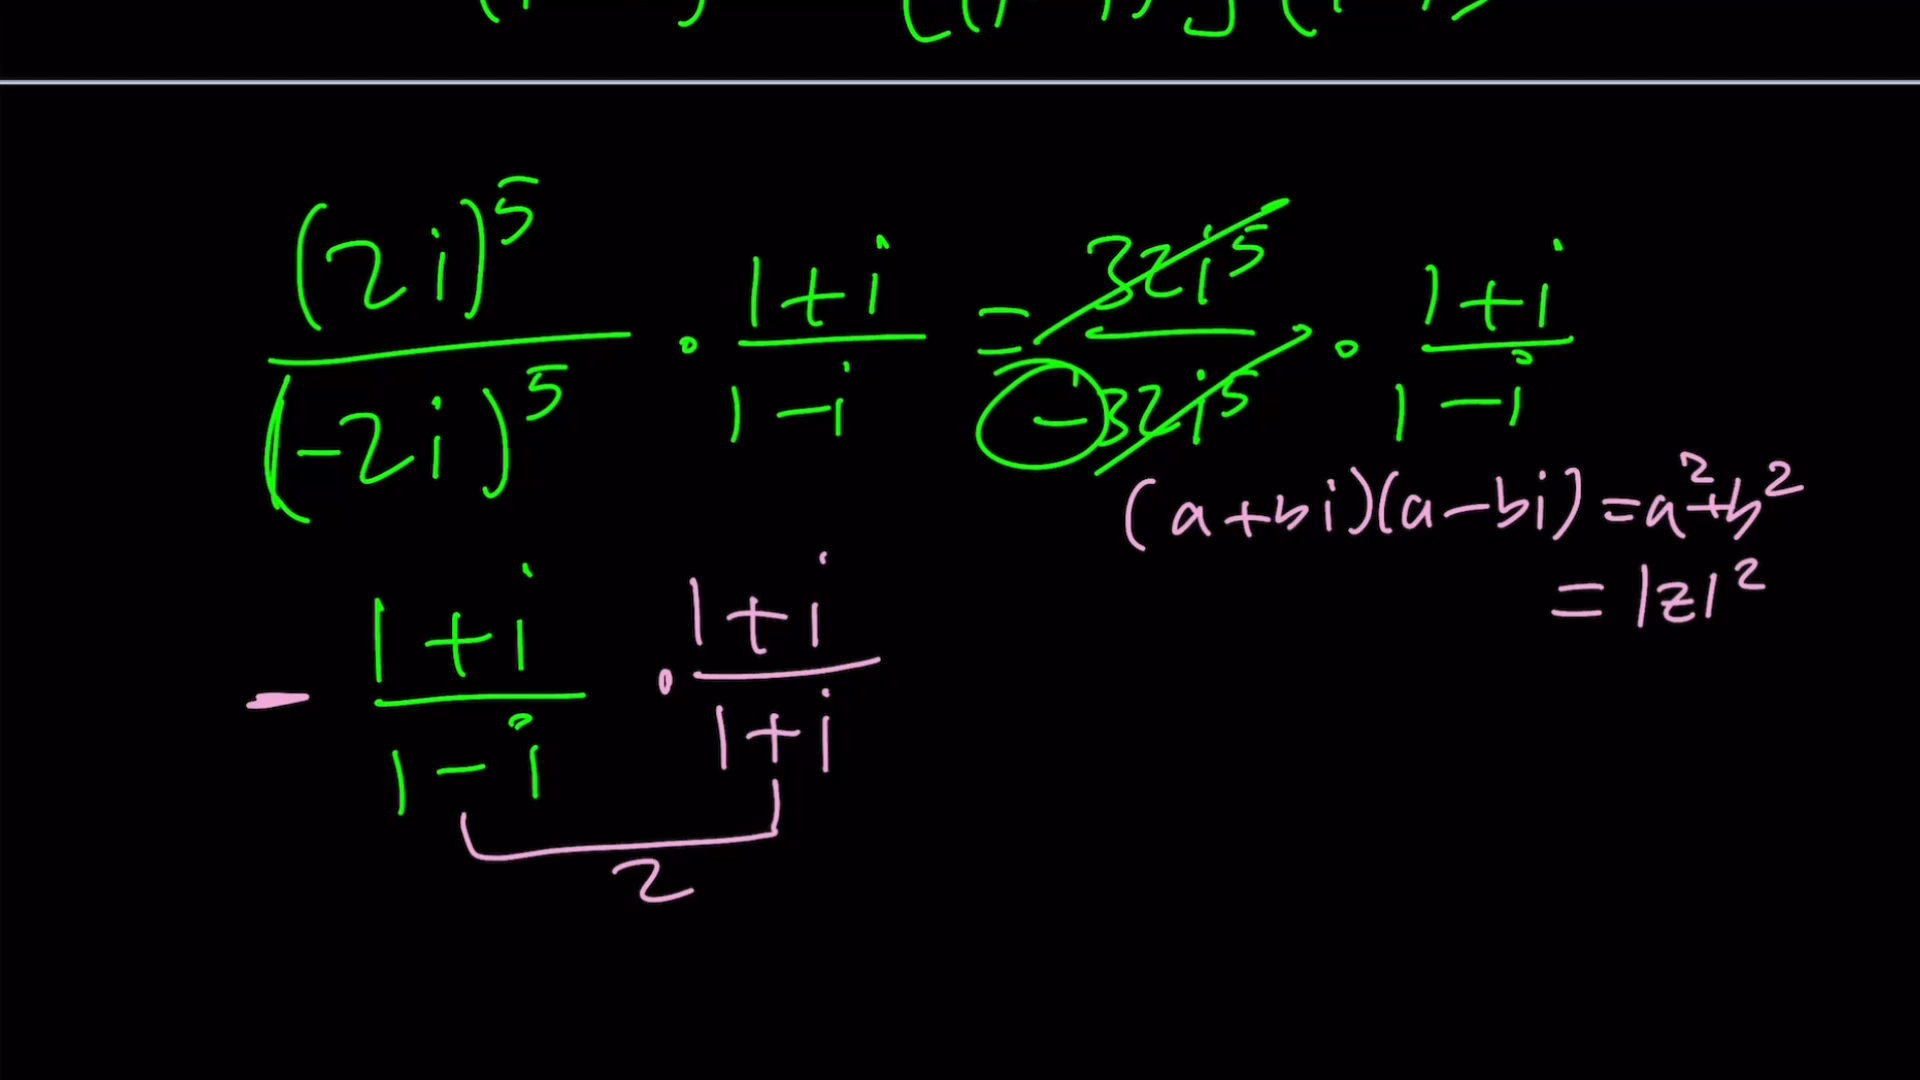 (2i)^5 / (-2i)^5 · 1+i / 1-i = 32i^5 / -32i^5 · 1+i / 1-i
(a+bi)(a-bi) = a^2+b^2
= |z|^2
- 1+i / 1-i · 1+i / 1+i
2